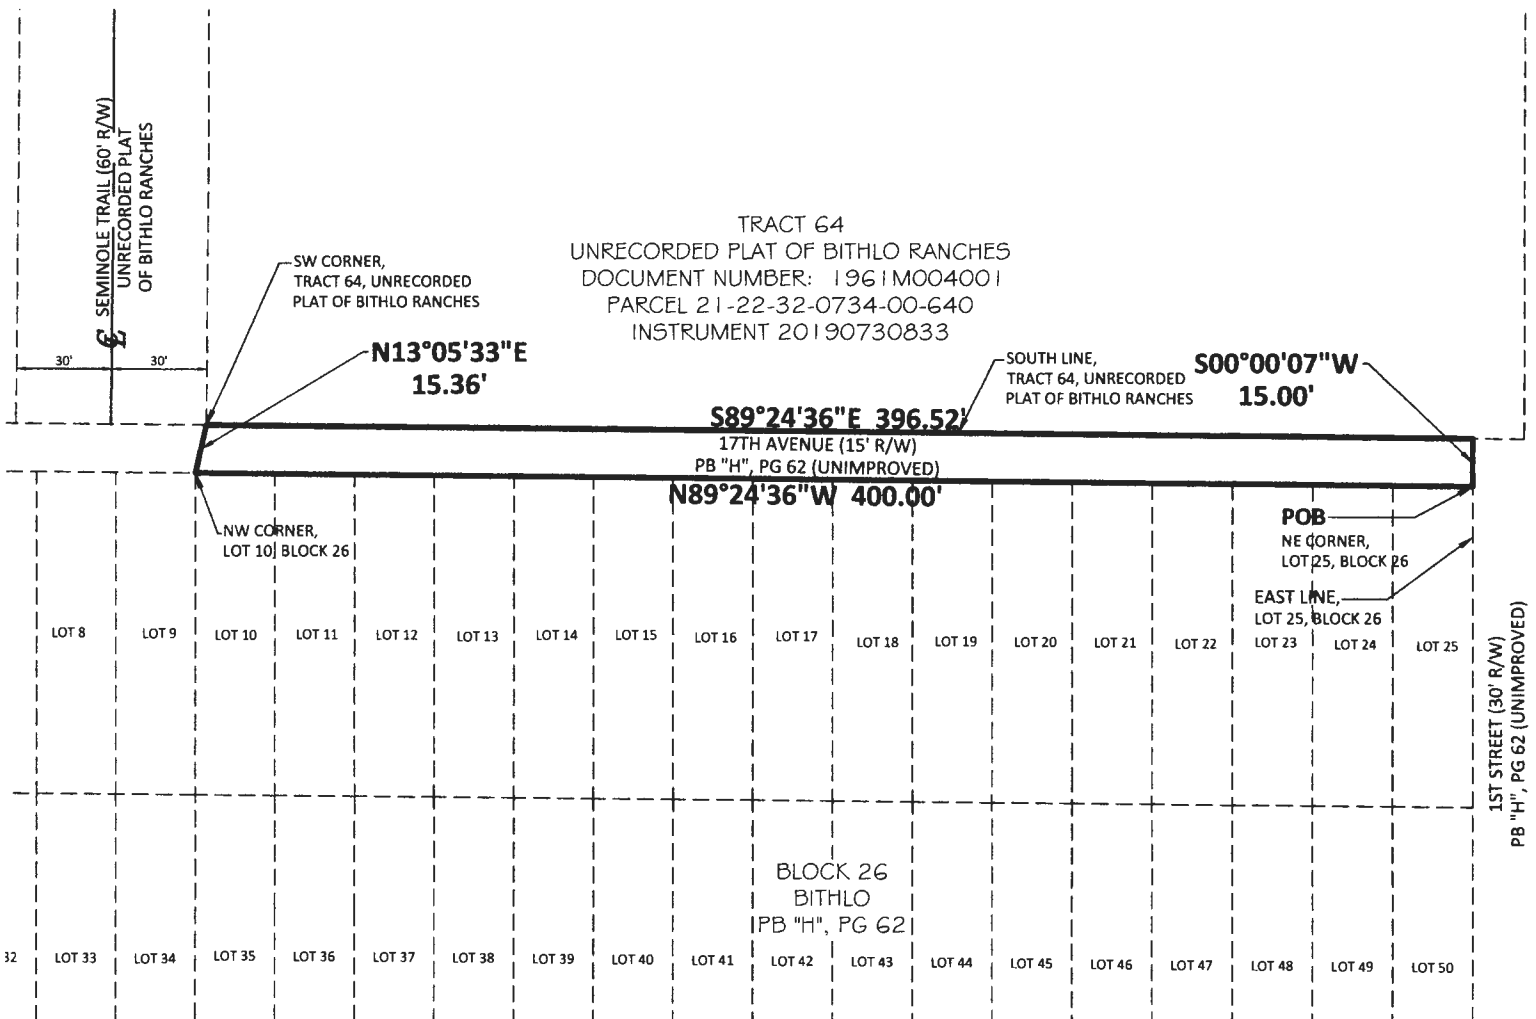 ℄ SEMINOLE TRAIL (60' R/W)
UNRECORDED PLAT
OF BITHLO RANCHES
30'
30'
SW CORNER,
TRACT 64, UNRECORDED
PLAT OF BITHLO RANCHES
TRACT 64
UNRECORDED PLAT OF BITHLO RANCHES
DOCUMENT NUMBER: 1961M004001
PARCEL 21-22-32-0734-00-640
INSTRUMENT 20190730833
N13°05'33"E
15.36'
SOUTH LINE,
TRACT 64, UNRECORDED
PLAT OF BITHLO RANCHES
S00°00'07"W
15.00'
S89°24'36"E 396.52'
17TH AVENUE (15' R/W)
PB "H", PG 62 (UNIMPROVED)
N89°24'36"W 400.00'
NW CORNER,
LOT 10, BLOCK 26
POB
NE CORNER,
LOT 25, BLOCK 26
EAST LINE,
LOT 25, BLOCK 26
LOT 8
LOT 9
LOT 10
LOT 11
LOT 12
LOT 13
LOT 14
LOT 15
LOT 16
LOT 17
LOT 18
LOT 19
LOT 20
LOT 21
LOT 22
LOT 23
LOT 24
LOT 25
1ST STREET (30' R/W)
PB "H", PG 62 (UNIMPROVED)
BLOCK 26
BITHLO
PB "H", PG 62
32
LOT 33
LOT 34
LOT 35
LOT 36
LOT 37
LOT 38
LOT 39
LOT 40
LOT 41
LOT 42
LOT 43
LOT 44
LOT 45
LOT 46
LOT 47
LOT 48
LOT 49
LOT 50